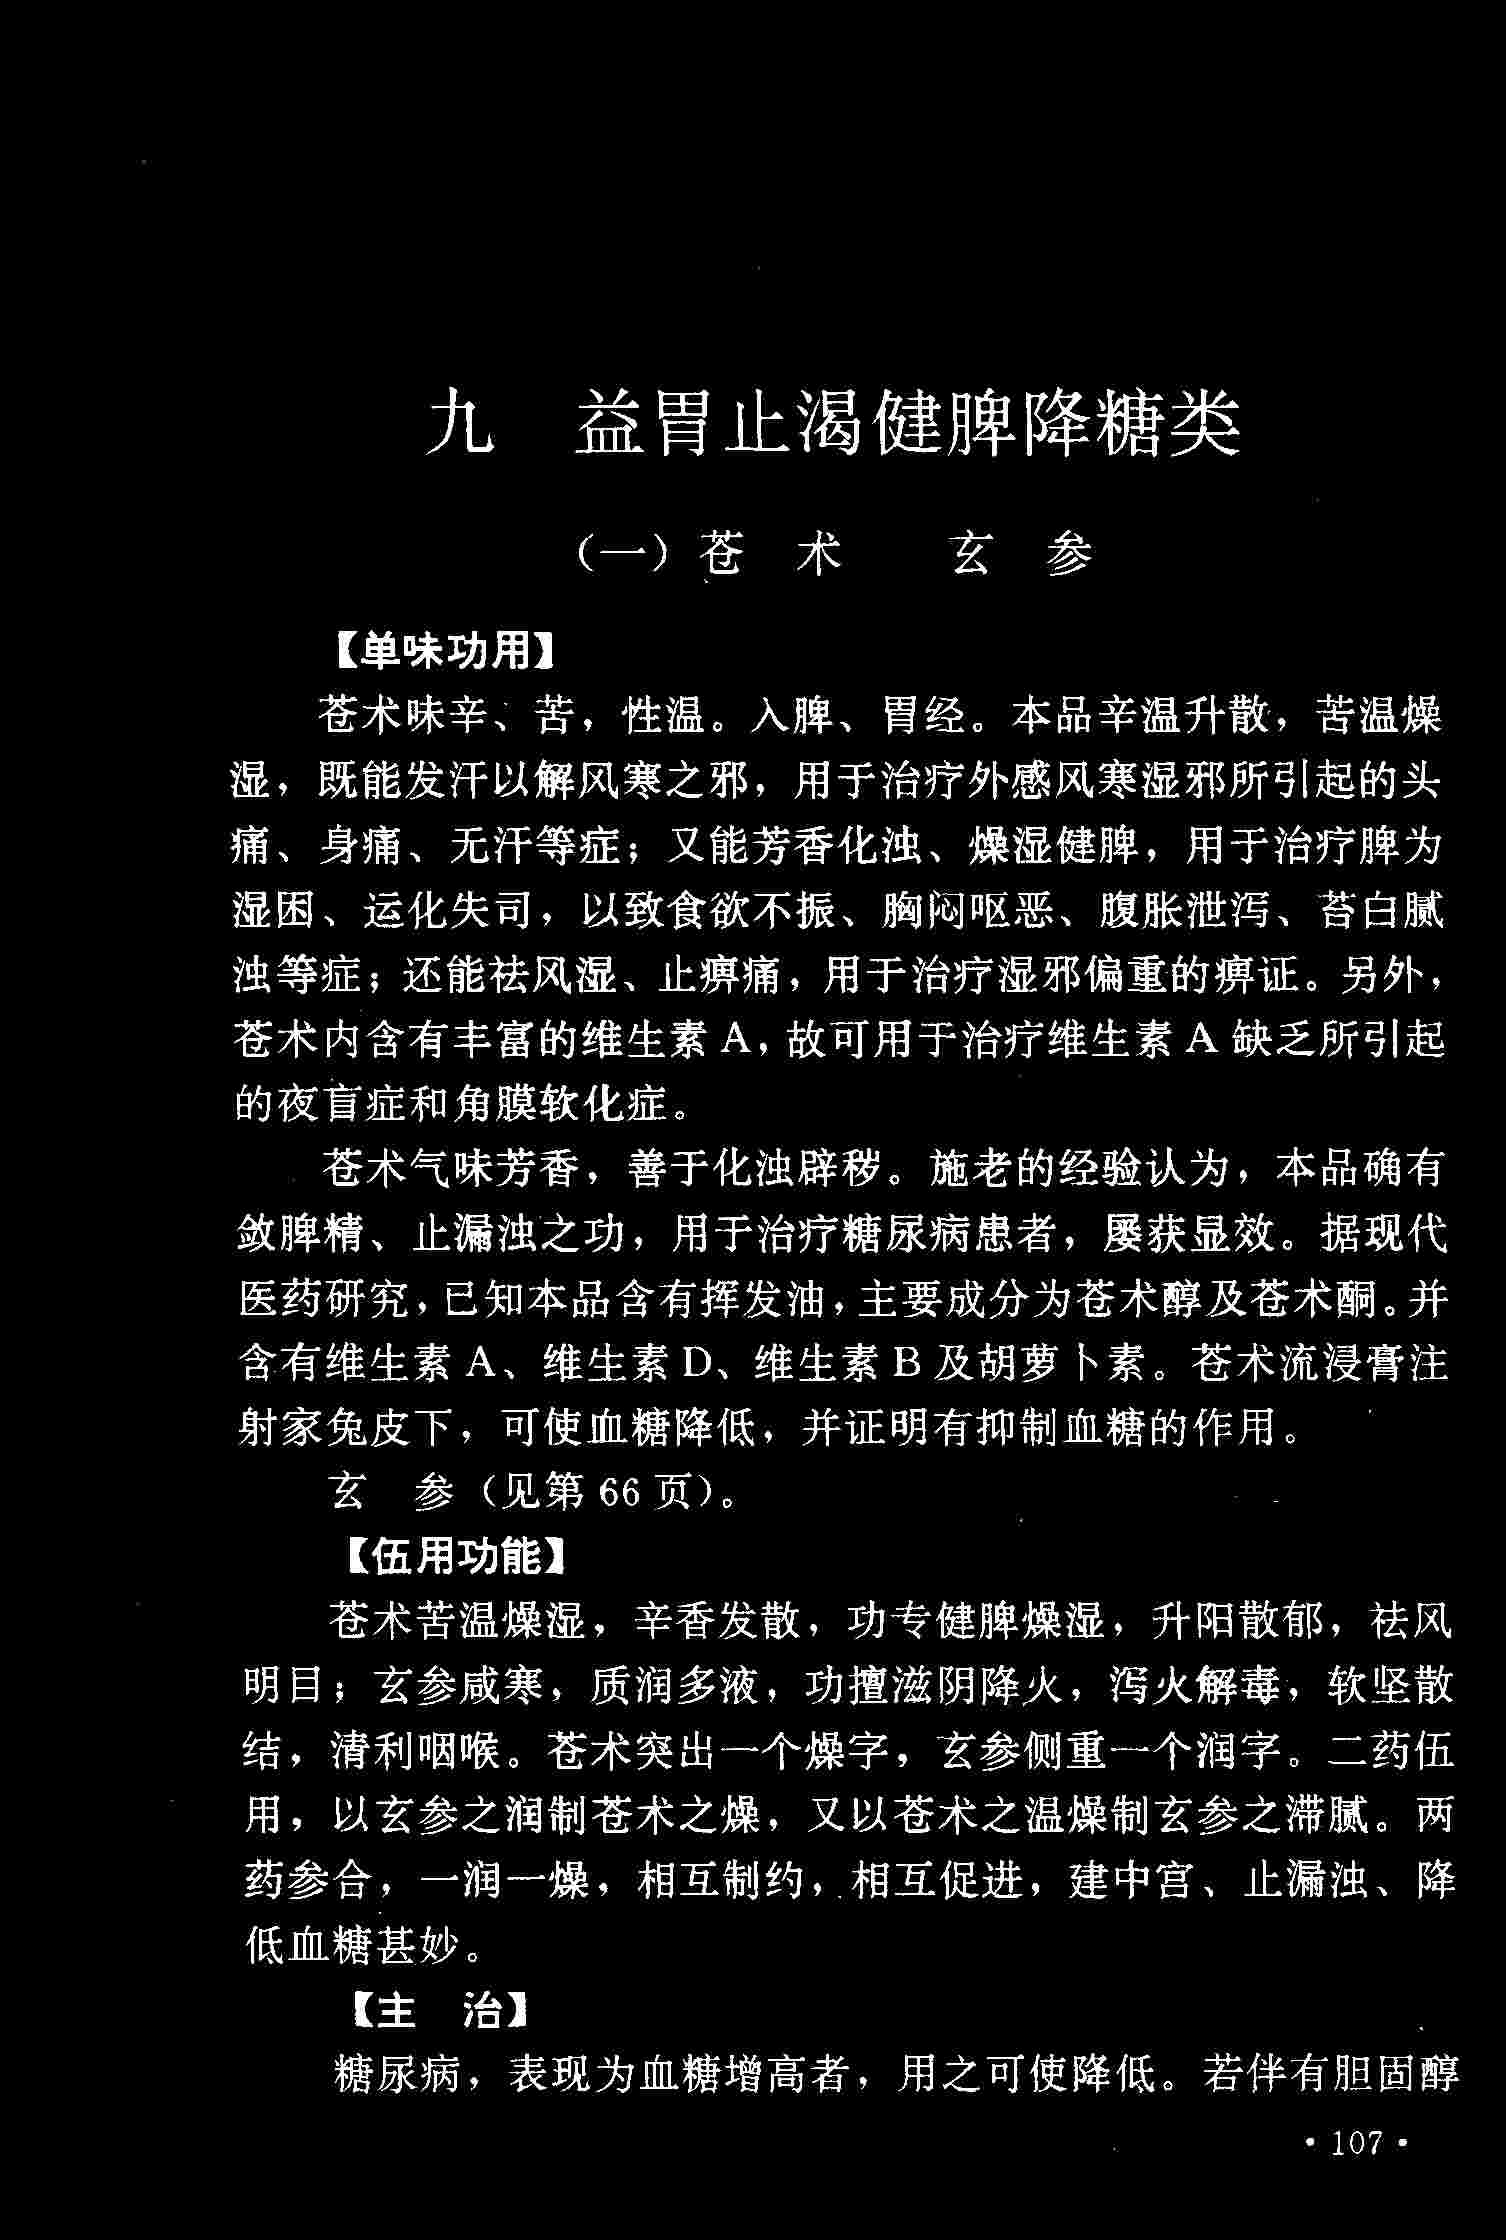 九　益胃止渴健脾降糖类
（一）苍　术　　玄　参
【单味功用】
苍术味辛、苦，性温。入脾、胃经。本品辛温升散，苦温燥
湿，既能发汗以解风寒之邪，用于治疗外感风寒湿邪所引起的头
痛、身痛、无汗等症；又能芳香化浊、燥湿健脾，用于治疗脾为
湿困、运化失司，以致食欲不振、胸闷呕恶、腹胀泄泻、苔白腻
浊等症；还能祛风湿、止痹痛，用于治疗湿邪偏重的痹证。另外，
苍术内含有丰富的维生素 A，故可用于治疗维生素 A 缺乏所引起
的夜盲症和角膜软化症。
苍术气味芳香，善于化浊辟秽。施老的经验认为，本品确有
敛脾精、止漏浊之功，用于治疗糖尿病患者，屡获显效。据现代
医药研究，已知本品含有挥发油，主要成分为苍术醇及苍术酮。并
含有维生素 A、维生素 D、维生素 B 及胡萝卜素。苍术流浸膏注
射家兔皮下，可使血糖降低，并证明有抑制血糖的作用。
玄　参（见第 66 页）。
【伍用功能】
苍术苦温燥湿，辛香发散，功专健脾燥湿，升阳散郁，祛风
明目；玄参咸寒，质润多液，功擅滋阴降火，泻火解毒，软坚散
结，清利咽喉。苍术突出一个燥字，玄参侧重一个润字。二药伍
用，以玄参之润制苍术之燥，又以苍术之温燥制玄参之滞腻。两
药参合，一润一燥，相互制约，相互促进，建中宫、止漏浊、降
低血糖甚妙。
【主　治】
糖尿病，表现为血糖增高者，用之可使降低。若伴有胆固醇
· 107 ·